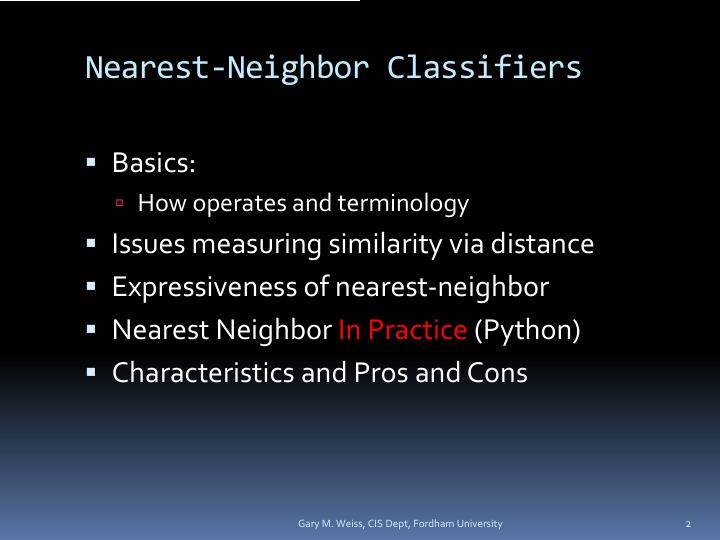 Nearest-Neighbor Classifiers
Basics:
How operates and terminology
Issues measuring similarity via distance
Expressiveness of nearest-neighbor
Nearest Neighbor In Practice (Python)
Characteristics and Pros and Cons
Gary M. Weiss, CIS Dept, Fordham University
2